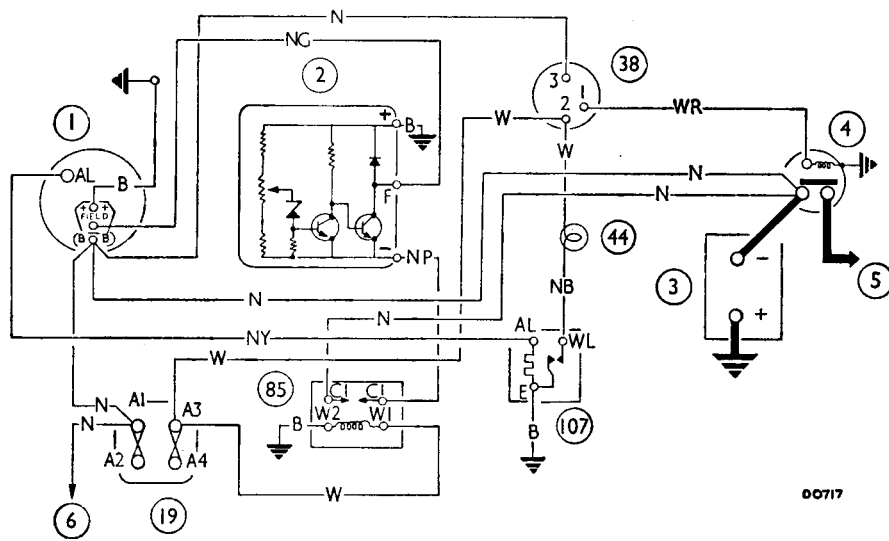 N
NG
2
38
3
1
2
1
WR
W
4
+
B
W
AL
B
N
F
N
+ +
FIELD
44
B B
-
NP
-
3
5
N
NB
+
N
AL
WL
NY
W
85
C1 C1
A1
N
A3
W2 W1
E
107
N
B
B
A2
A4
W
6
19
DC717